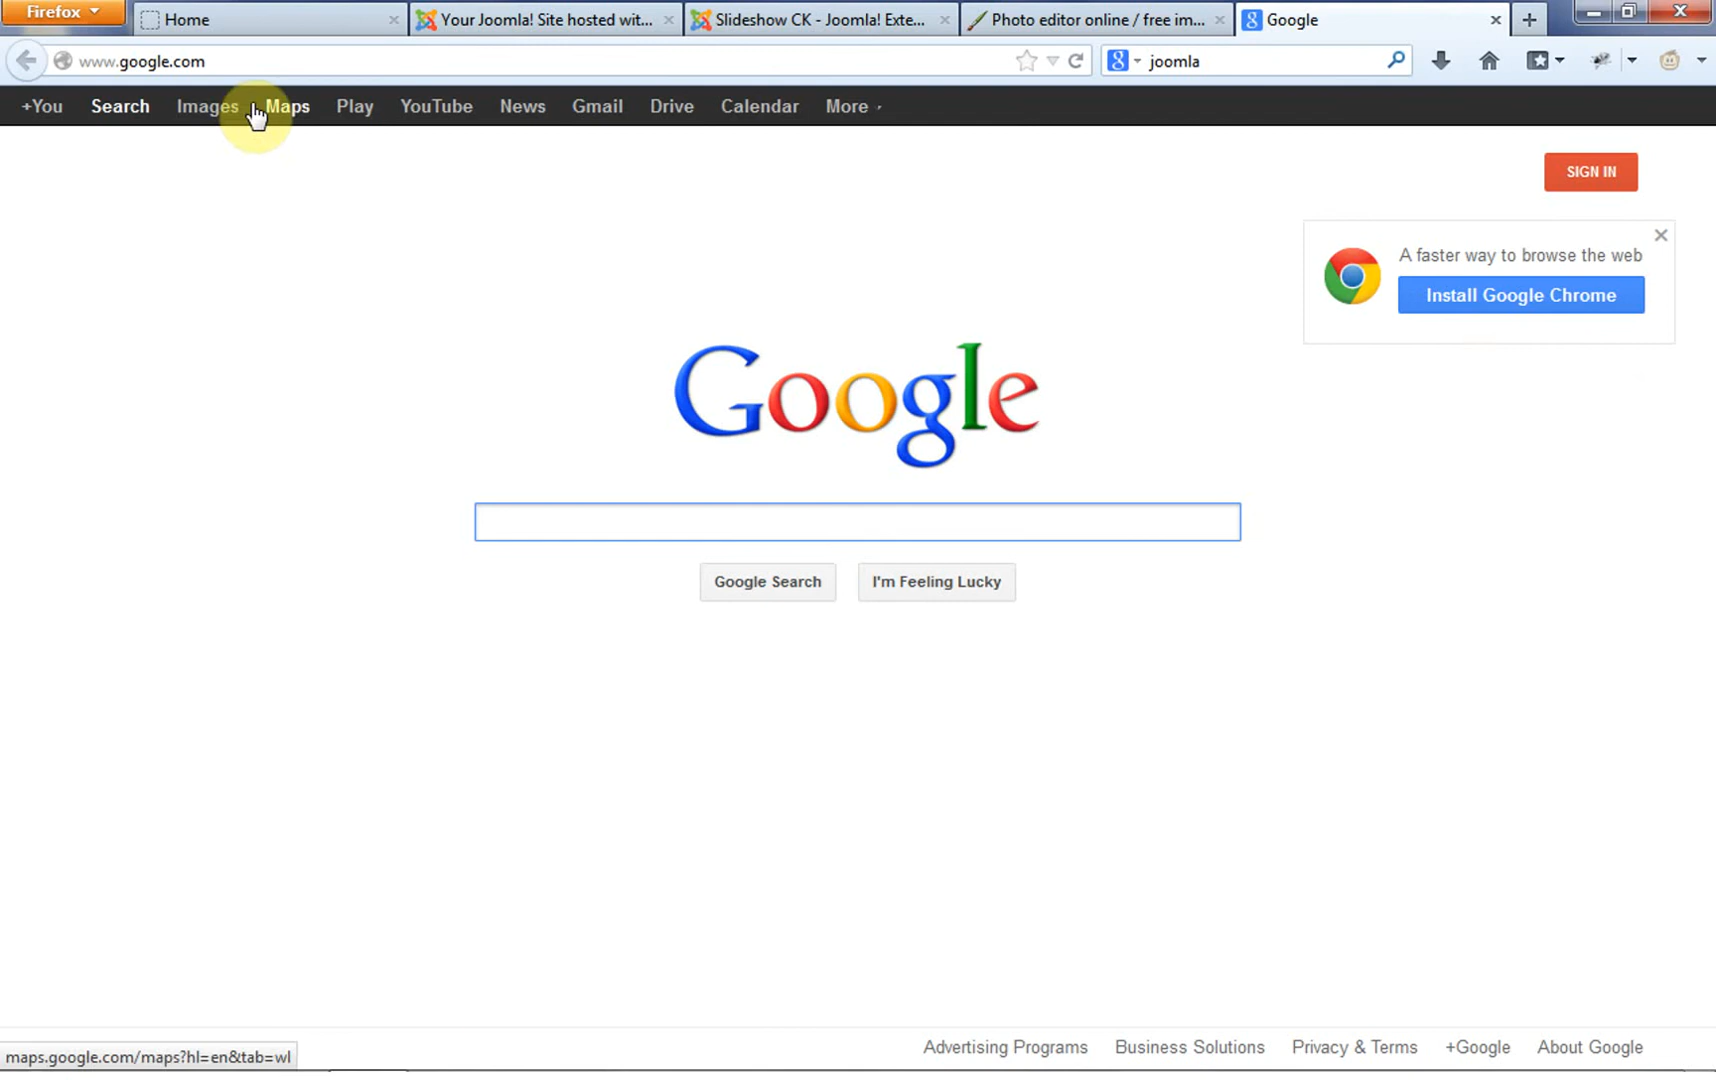 Firefox
Home
Your Joomla! Site hosted wit...
Slideshow CK - Joomla! Exte...
Photo editor online / free im...
Google
www.google.com
joomla
+You Search Images Maps Play YouTube News Gmail Drive Calendar More
SIGN IN
A faster way to browse the web
Install Google Chrome
Google
Google Search
I'm Feeling Lucky
Advertising Programs Business Solutions Privacy & Terms +Google About Google
maps.google.com/maps?hl=en&tab=wl